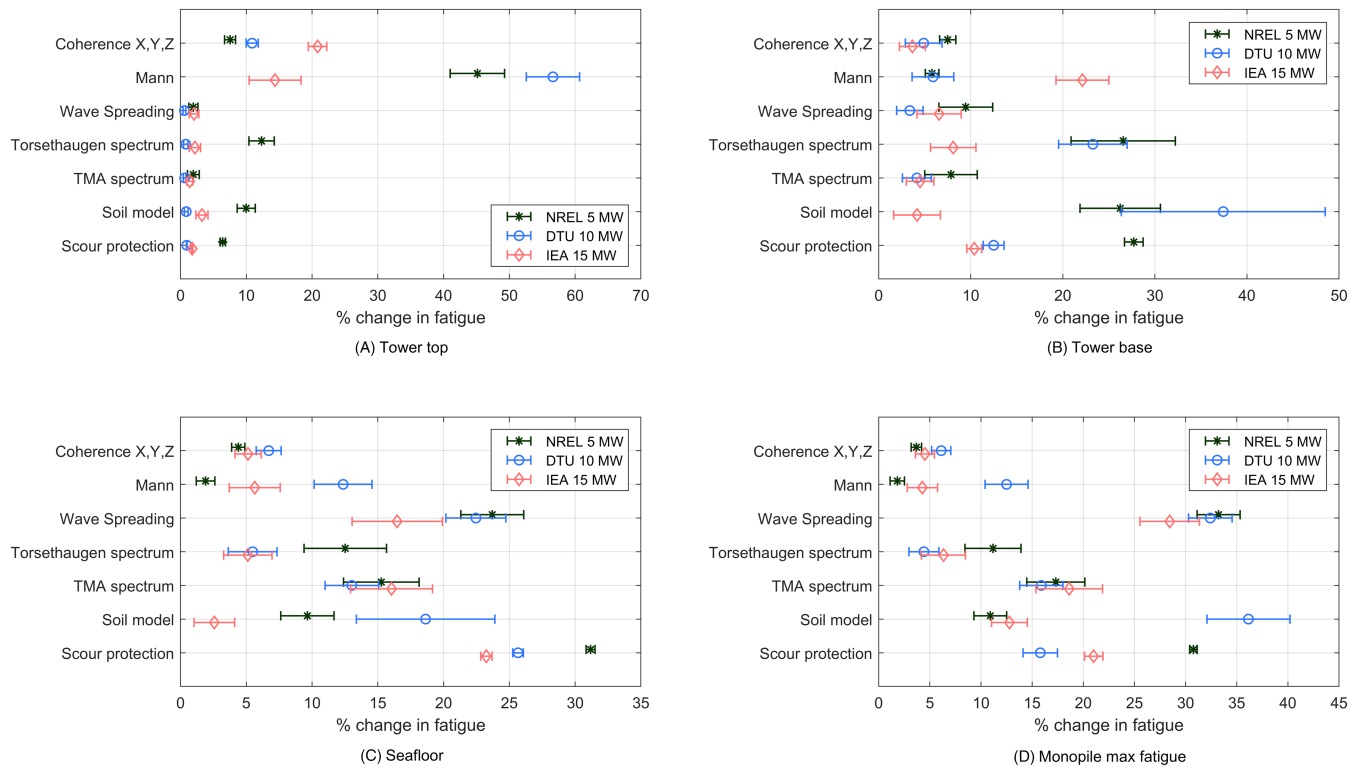 Coherence X,Y,Z
Mann
Wave Spreading
Torsethaugen spectrum
TMA spectrum
Soil model
Scour protection
NREL 5 MW
DTU 10 MW
IEA 15 MW
0 10 20 30 40 50 60 70
% change in fatigue
(A) Tower top
Coherence X,Y,Z
Mann
Wave Spreading
Torsethaugen spectrum
TMA spectrum
Soil model
Scour protection
NREL 5 MW
DTU 10 MW
IEA 15 MW
0 10 20 30 40 50
% change in fatigue
(B) Tower base
Coherence X,Y,Z
Mann
Wave Spreading
Torsethaugen spectrum
TMA spectrum
Soil model
Scour protection
NREL 5 MW
DTU 10 MW
IEA 15 MW
0 5 10 15 20 25 30 35
% change in fatigue
(C) Seafloor
Coherence X,Y,Z
Mann
Wave Spreading
Torsethaugen spectrum
TMA spectrum
Soil model
Scour protection
NREL 5 MW
DTU 10 MW
IEA 15 MW
0 5 10 15 20 25 30 35 40 45
% change in fatigue
(D) Monopile max fatigue